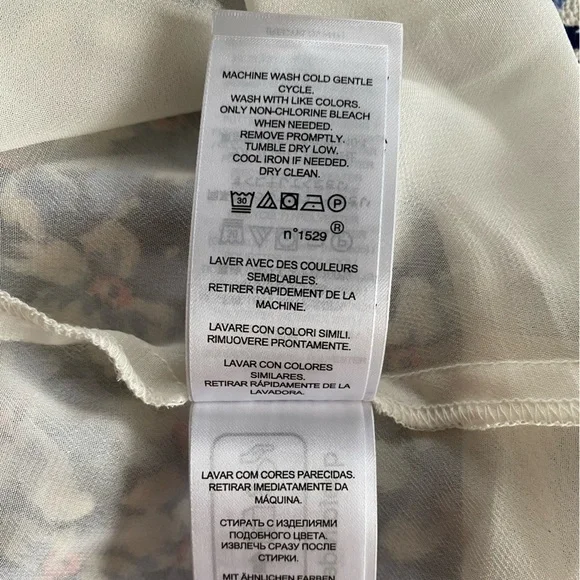 MACHINE WASH COLD GENTLE
CYCLE.
WASH WITH LIKE COLORS.
ONLY NON-CHLORINE BLEACH
WHEN NEEDED.
REMOVE PROMPTLY.
TUMBLE DRY LOW.
COOL IRON IF NEEDED.
DRY CLEAN.
30 P
n°1529 ®
LAVER AVEC DES COULEURS
SEMBLABLES.
RETIRER RAPIDEMENT DE LA
MACHINE.
LAVARE CON COLORI SIMILI.
RIMUOVERE PRONTAMENTE.
LAVAR CON COLORES
SIMILARES.
RETIRAR RÁPIDAMENTE DE LA
LAVADORA.
LAVAR COM CORES PARECIDAS.
RETIRAR IMEDIATAMENTE DA
MÁQUINA.
СТИРАТЬ С ИЗДЕЛИЯМИ
ПОДОБНОГО ЦВЕТА.
ИЗВЛЕЧЬ СРАЗУ ПОСЛЕ
СТИРКИ.
MIT ÄHNLICHEN FARBEN